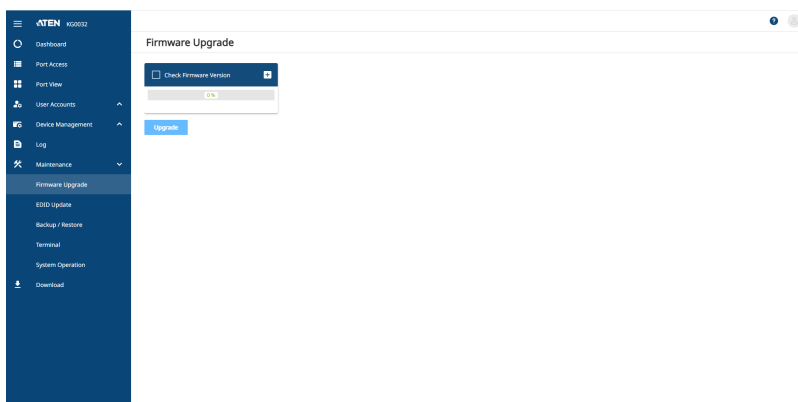 ATEN KG0032
Dashboard
Port Access
Port View
User Accounts
Device Management
Log
Maintenance
Firmware Upgrade
EDID Update
Backup / Restore
Terminal
System Operation
Download
Firmware Upgrade
Check Firmware Version
0 %
Upgrade